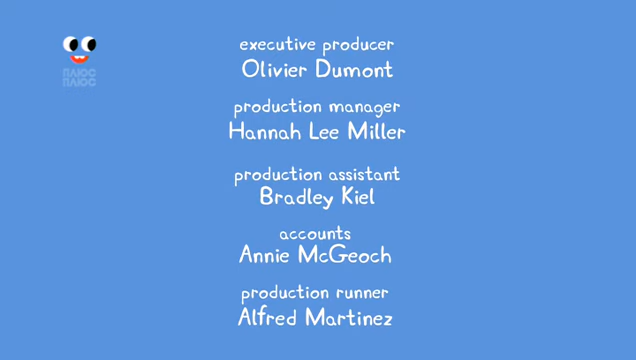 ПЛЮС
ПЛЮС
executive producer
Olivier Dumont
production manager
Hannah Lee Miller
production assistant
Bradley Kiel
accounts
Annie McGeoch
production runner
Alfred Martinez